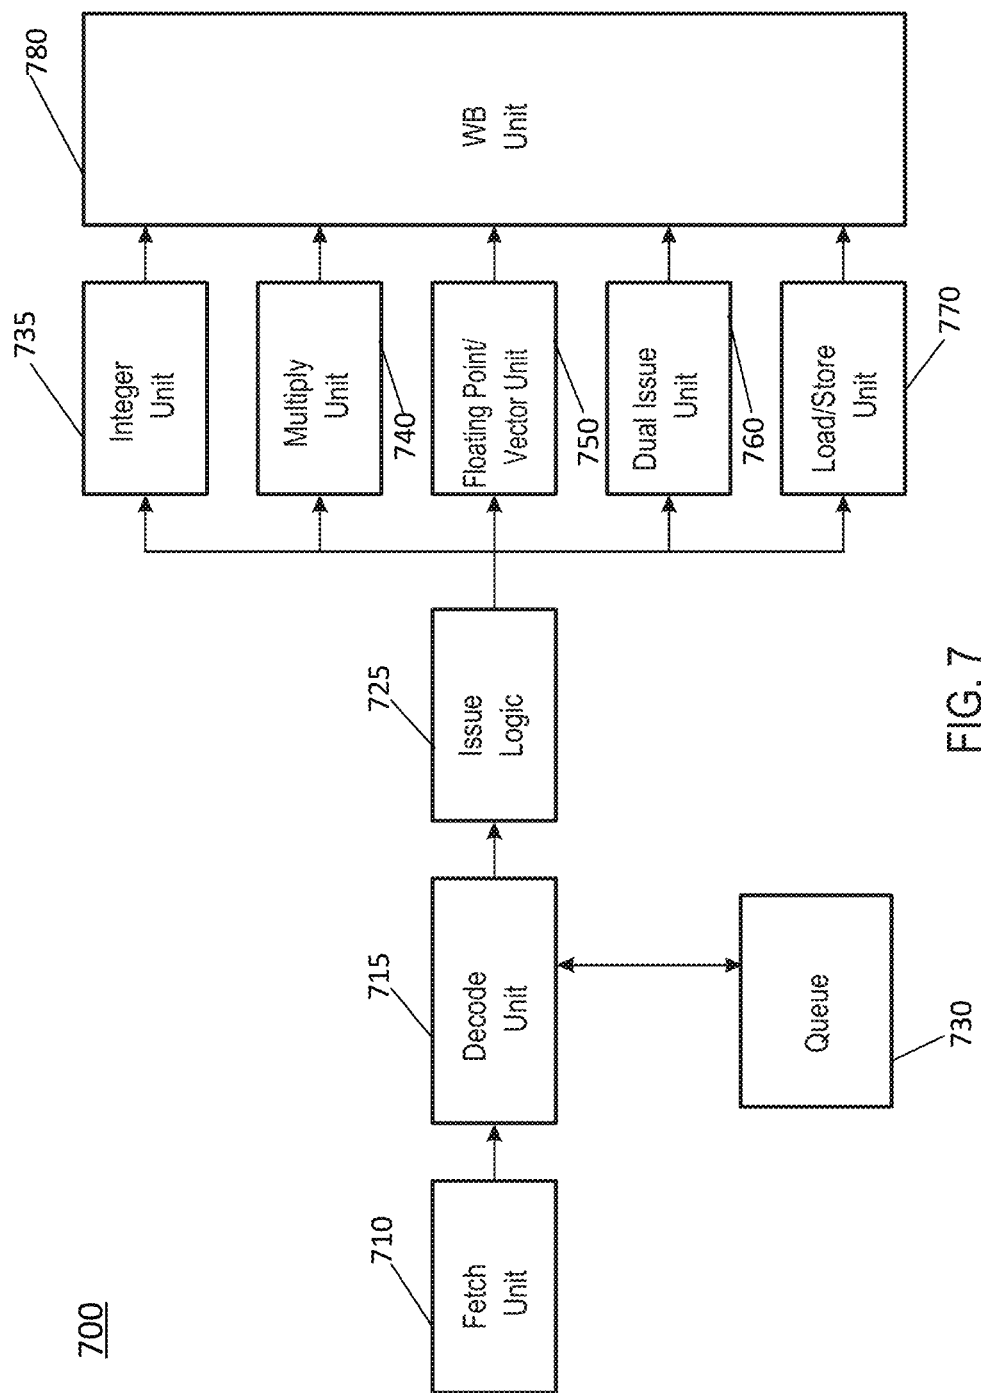 700
710
Fetch
Unit
715
Decode
Unit
730
Queue
725
Issue
Logic
735
Integer
Unit
740
Multiply
Unit
750
Floating Point/
Vector Unit
760
Dual Issue
Unit
770
Load/Store
Unit
780
WB
Unit
FIG. 7